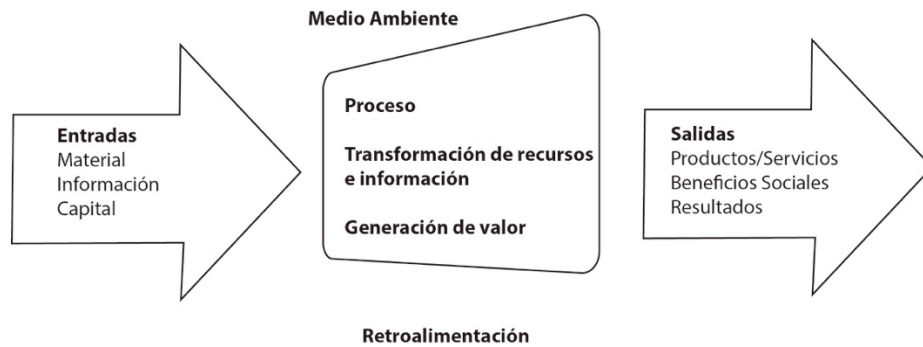 Medio Ambiente
Entradas
Material
Información
Capital
Proceso
Transformación de recursos
e información
Generación de valor
Salidas
Productos/Servicios
Beneficios Sociales
Resultados
Retroalimentación